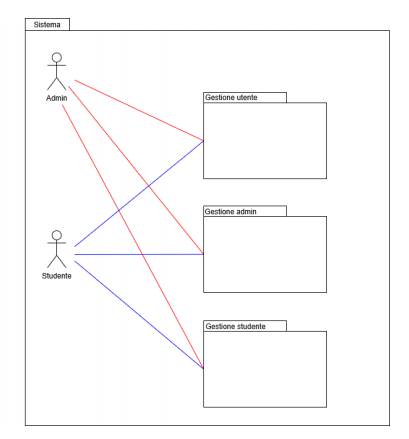 Sistema
Admin
Gestione utente
Gestione admin
Studente
Gestione studente